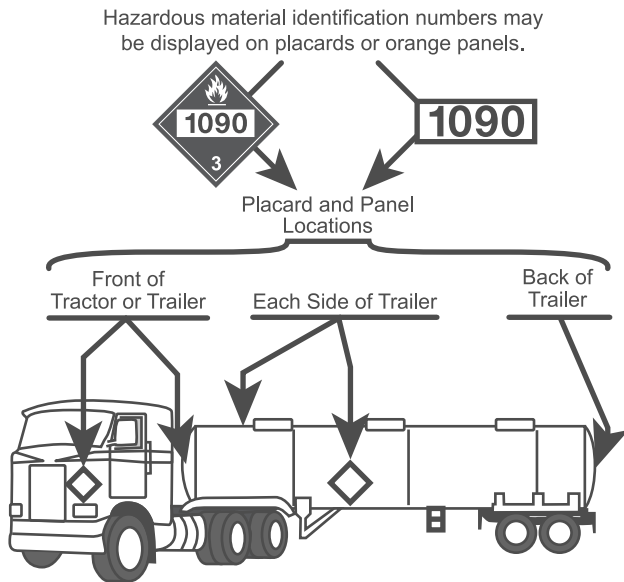 Hazardous material identification numbers may
be displayed on placards or orange panels.
1090
3
1090
Placard and Panel
Locations
Front of
Tractor or Trailer
Each Side of Trailer
Back of
Trailer